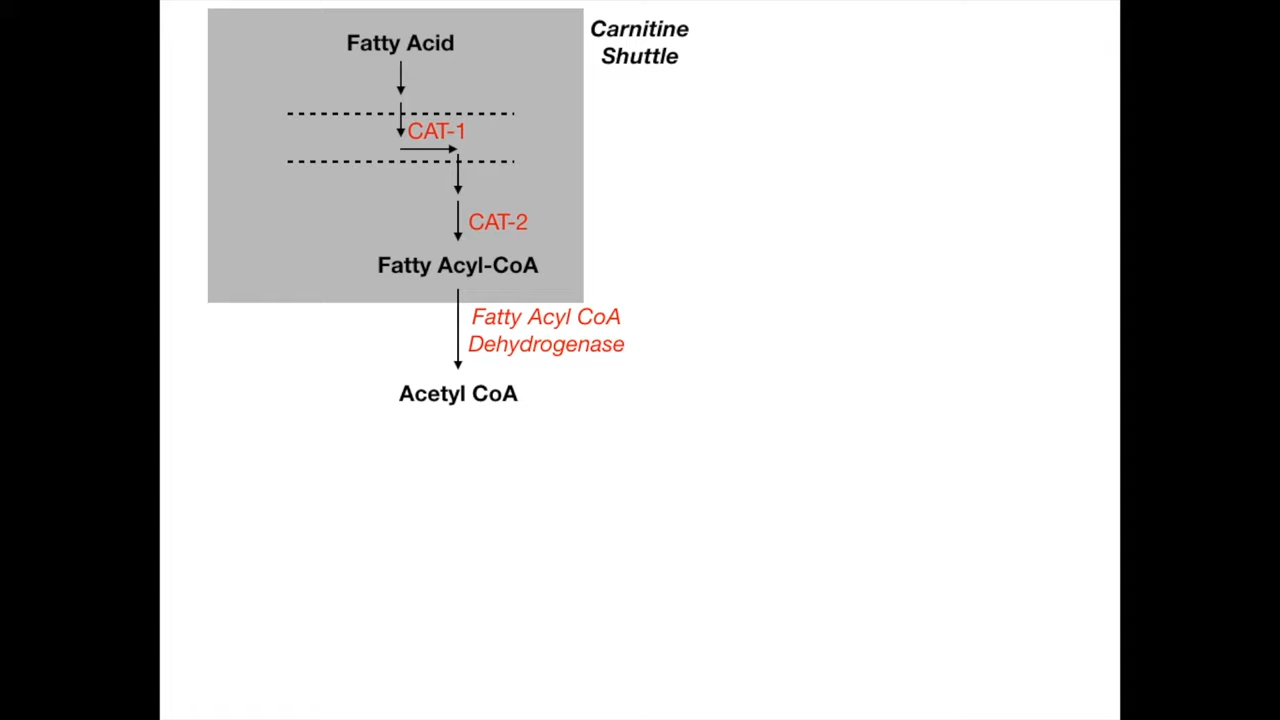 Fatty Acid
Carnitine
Shuttle
CAT-1
CAT-2
Fatty Acyl-CoA
Fatty Acyl CoA
Dehydrogenase
Acetyl CoA